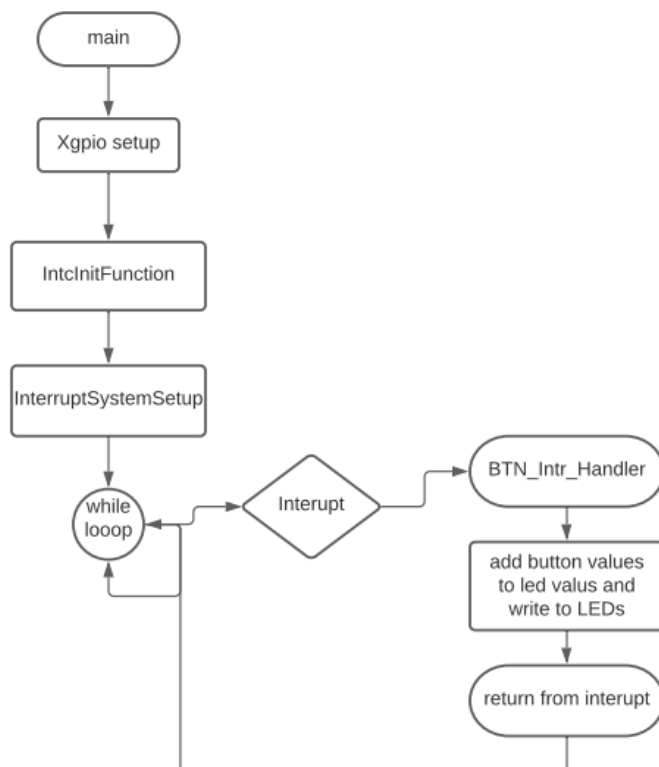 main
Xgpio setup
IntcInitFunction
InterruptSystemSetup
while
looop
Interupt
BTN_Intr_Handler
add button values
to led valus and
write to LEDs
return from interupt